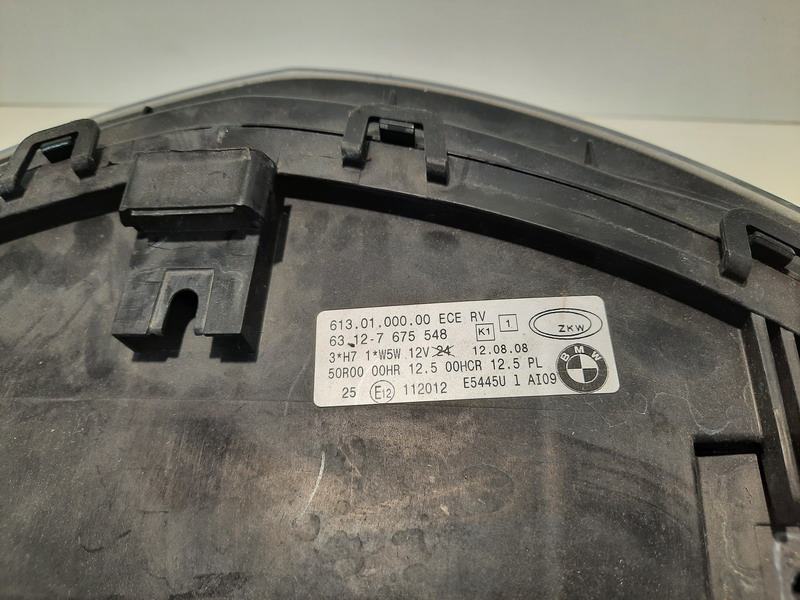 613.01.000.00 ECE RV
63.12-7 675 548 K1 1 ZKW
3*H7 1*W5W 12V 24 12.08.08
50R00 00HR 12.5 00HCR 12.5 PL
25 E12 112012 E5445U 1 AI09
BMW